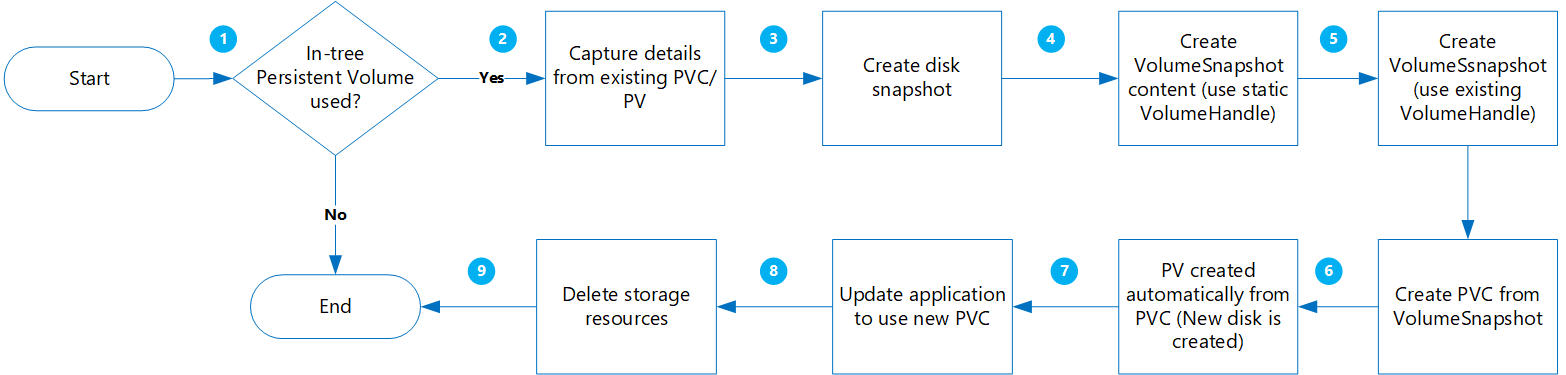 Start
1
In-tree
Persistent Volume
used?
2
Yes
Capture details
from existing PVC/
PV
3
Create disk
snapshot
4
Create
VolumeSnapshot
content (use static
VolumeHandle)
5
Create
VolumeSsnapshot
(use existing
VolumeHandle)
No
End
9
Delete storage
resources
8
Update application
to use new PVC
7
PV created
automatically from
PVC (New disk is
created)
6
Create PVC from
VolumeSnapshot